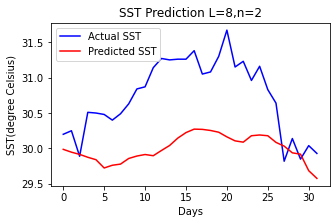 SST Prediction L=8,n=2
Actual SST
Predicted SST
SST(degree Celsius)
31.5
31.0
30.5
30.0
29.5
0 5 10 15 20 25 30
Days